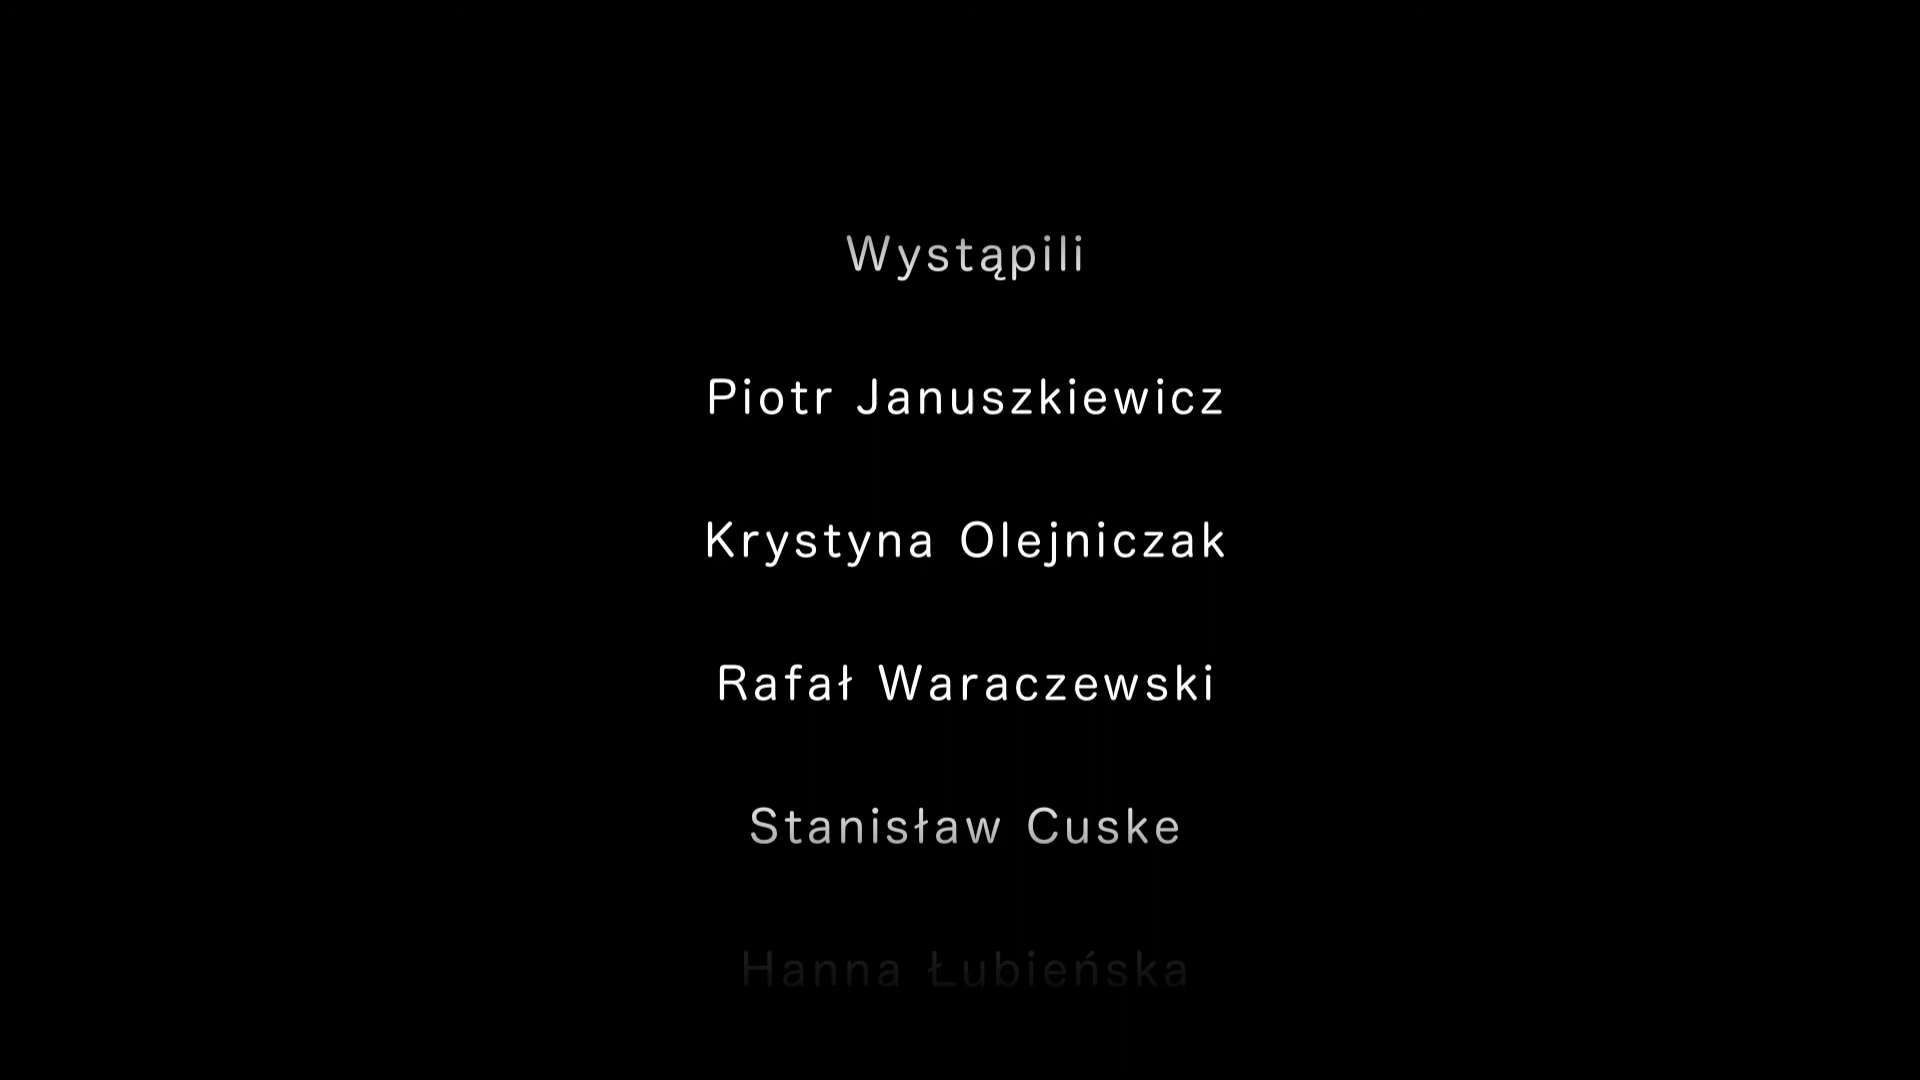 Wystąpili
Piotr Januszkiewicz
Krystyna Olejniczak
Rafał Waraczewski
Stanisław Cuske
Hanna Łubieńska